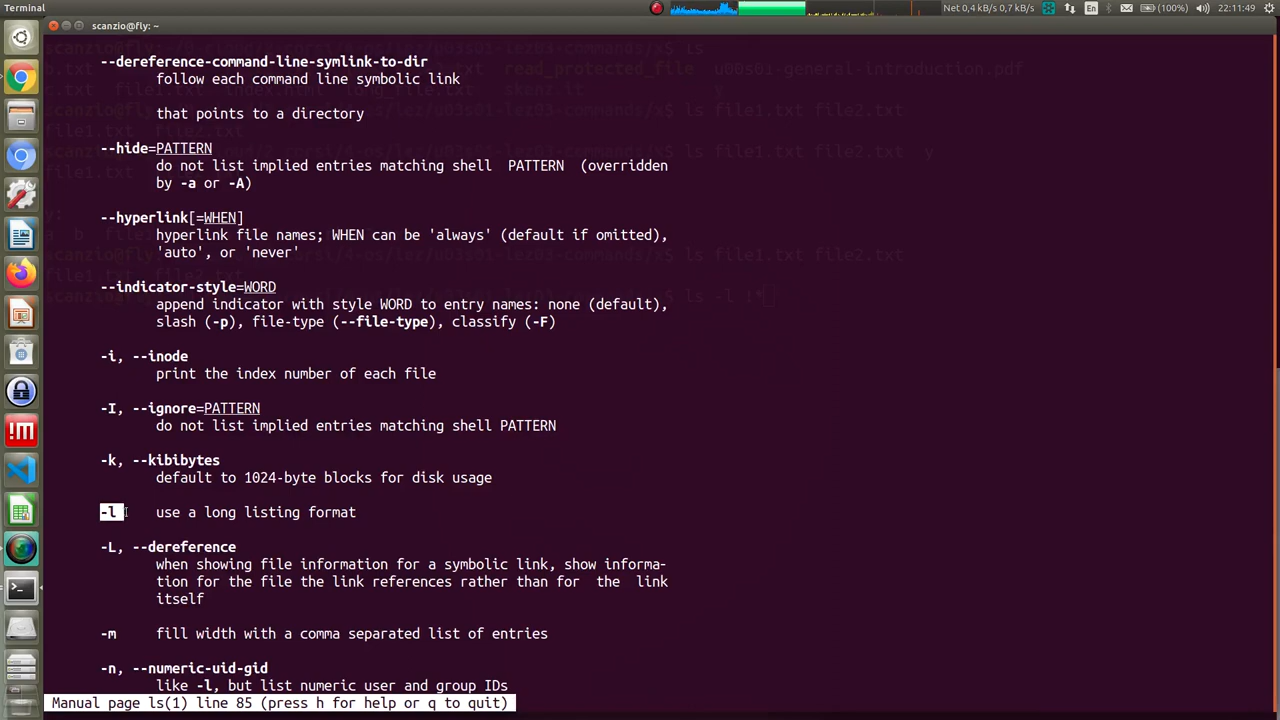 Terminal
Net 0,4 kB/s 0,7 kB/s
En
(100%)
22:11:49
scanzio@fly: ~
--dereference-command-line-symlink-to-dir
follow each command line symbolic link
that points to a directory
--hide=PATTERN
do not list implied entries matching shell  PATTERN  (overridden
by -a or -A)
--hyperlink[=WHEN]
hyperlink file names; WHEN can be 'always' (default if omitted),
'auto', or 'never'
--indicator-style=WORD
append indicator with style WORD to entry names: none (default),
slash (-p), file-type (--file-type), classify (-F)
-i, --inode
print the index number of each file
-I, --ignore=PATTERN
do not list implied entries matching shell PATTERN
-k, --kibibytes
default to 1024-byte blocks for disk usage
-l     use a long listing format
-L, --dereference
when showing file information for a symbolic link, show informa-
tion for the file the link references rather than for  the  link
itself
-m     fill width with a comma separated list of entries
-n, --numeric-uid-gid
like -l, but list numeric user and group IDs
Manual page ls(1) line 85 (press h for help or q to quit)